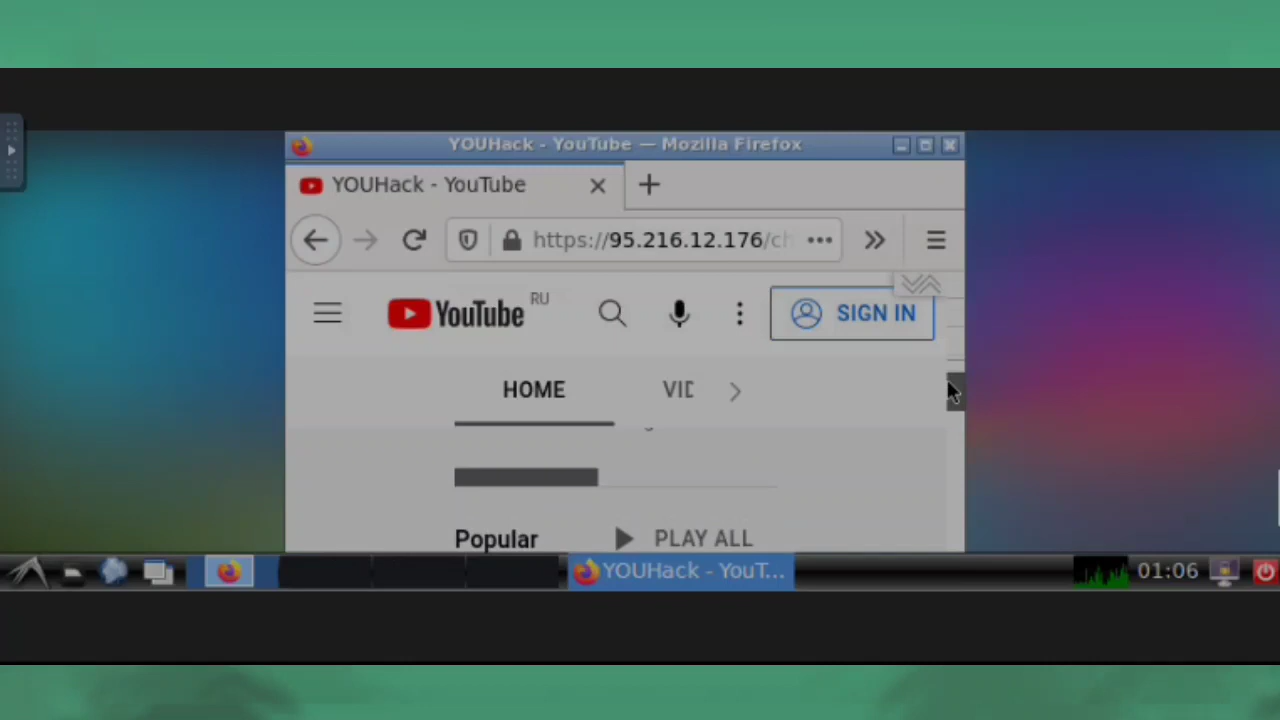 YOUHack - YouTube — Mozilla Firefox
YOUHack - YouTube
https://95.216.12.176/ch
YouTube RU
SIGN IN
HOME
Popular
PLAY ALL
YOUHack - YouT...
01:06